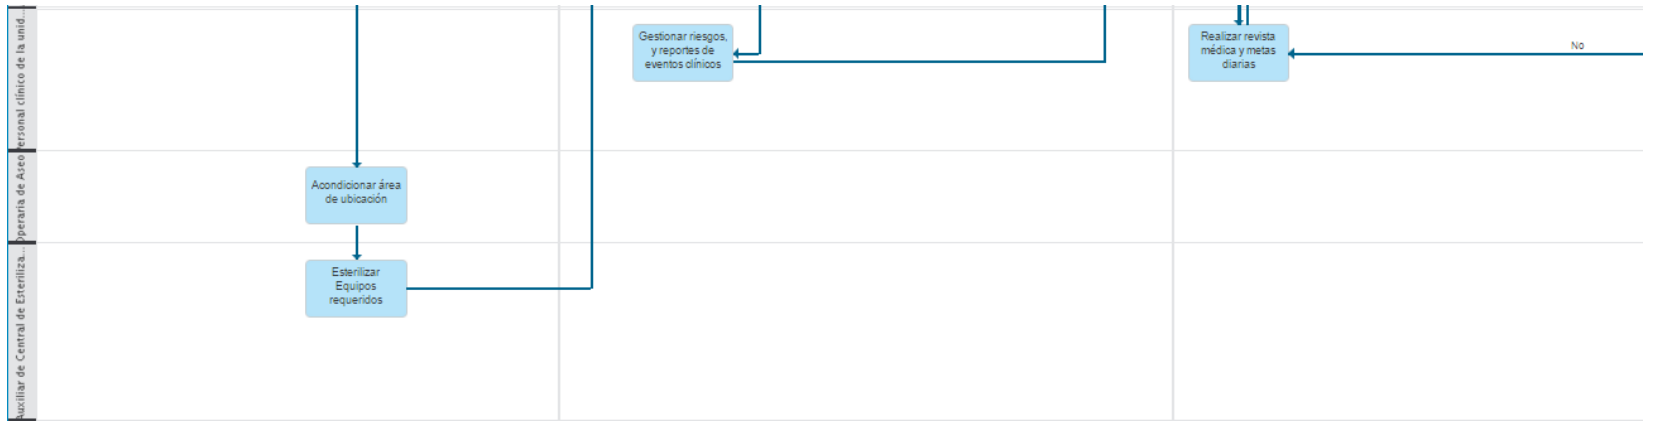 Personal clínico de la unid...
Gestionar riesgos,
y reportes de
eventos clínicos
Realizar revista
médica y metas
diarias
No
Operaria de Aseo
Acondicionar área
de ubicación
Auxiliar de Central de Esteriliza...
Esterilizar
Equipos
requeridos